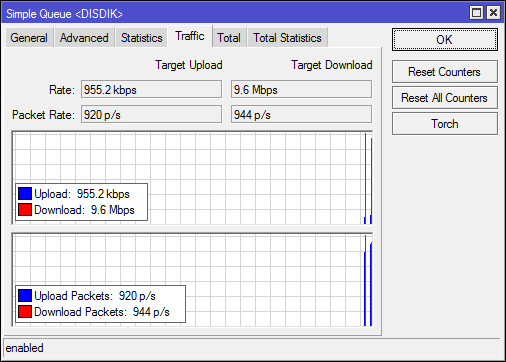 Simple Queue <DISDIK>
General Advanced Statistics Traffic Total Total Statistics
Target Upload Target Download
Rate: 955.2 kbps 9.6 Mbps
Packet Rate: 920 p/s 944 p/s
Upload: 955.2 kbps
Download: 9.6 Mbps
Upload Packets: 920 p/s
Download Packets: 944 p/s
OK
Reset Counters
Reset All Counters
Torch
enabled